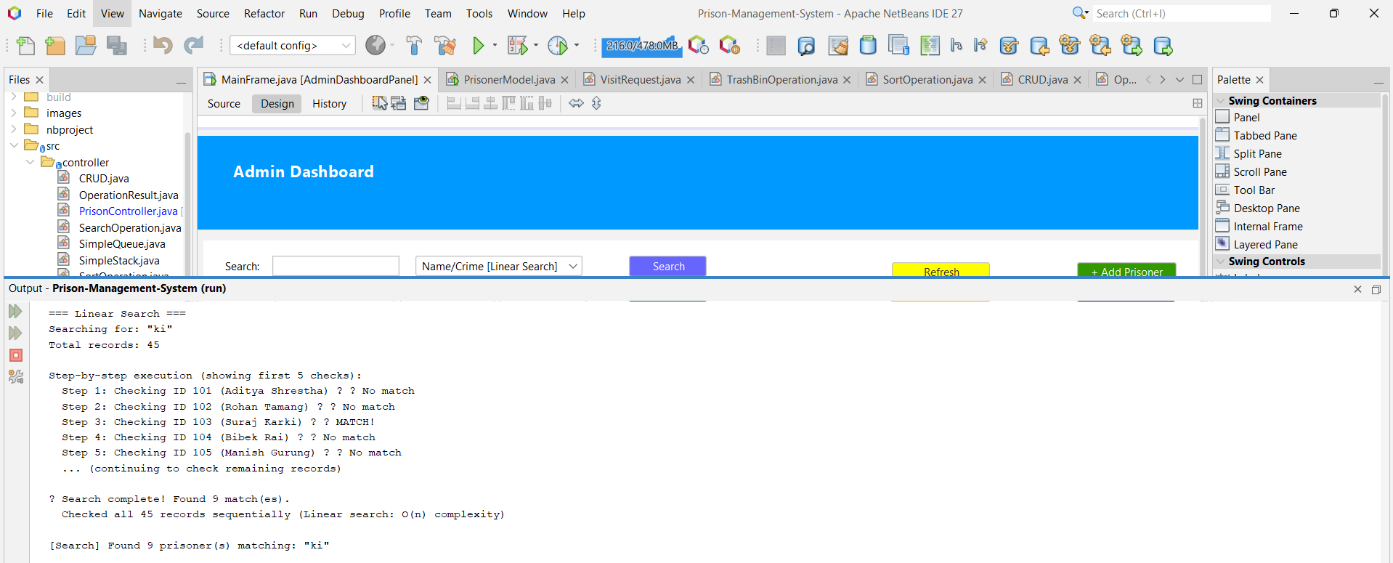 File Edit View Navigate Source Refactor Run Debug Profile Team Tools Window Help
Prison-Management-System - Apache NetBeans IDE 27
Search (Ctrl+I)
<default config>
216.0/478.0MB
Files
MainFrame.java [AdminDashboardPanel]
PrisonerModel.java
VisitRequest.java
TrashBinOperation.java
SortOperation.java
CRUD.java
Op...
Palette
Source Design History
build
images
nbproject
src
controller
CRUD.java
OperationResult.java
PrisonController.java [
SearchOperation.java
SimpleQueue.java
SimpleStack.java
SortOperation.java
Admin Dashboard
Search:
Name/Crime [Linear Search]
Search
Refresh
+ Add Prisoner
Swing Containers
Panel
Tabbed Pane
Split Pane
Scroll Pane
Tool Bar
Desktop Pane
Internal Frame
Layered Pane
Swing Controls
Output - Prison-Management-System (run)
=== Linear Search ===
Searching for: "ki"
Total records: 45
Step-by-step execution (showing first 5 checks):
Step 1: Checking ID 101 (Aditya Shrestha) ? ? No match
Step 2: Checking ID 102 (Rohan Tamang) ? ? No match
Step 3: Checking ID 103 (Suraj Karki) ? ? MATCH!
Step 4: Checking ID 104 (Bibek Rai) ? ? No match
Step 5: Checking ID 105 (Manish Gurung) ? ? No match
... (continuing to check remaining records)
? Search complete! Found 9 match(es).
Checked all 45 records sequentially (Linear search: O(n) complexity)
[Search] Found 9 prisoner(s) matching: "ki"